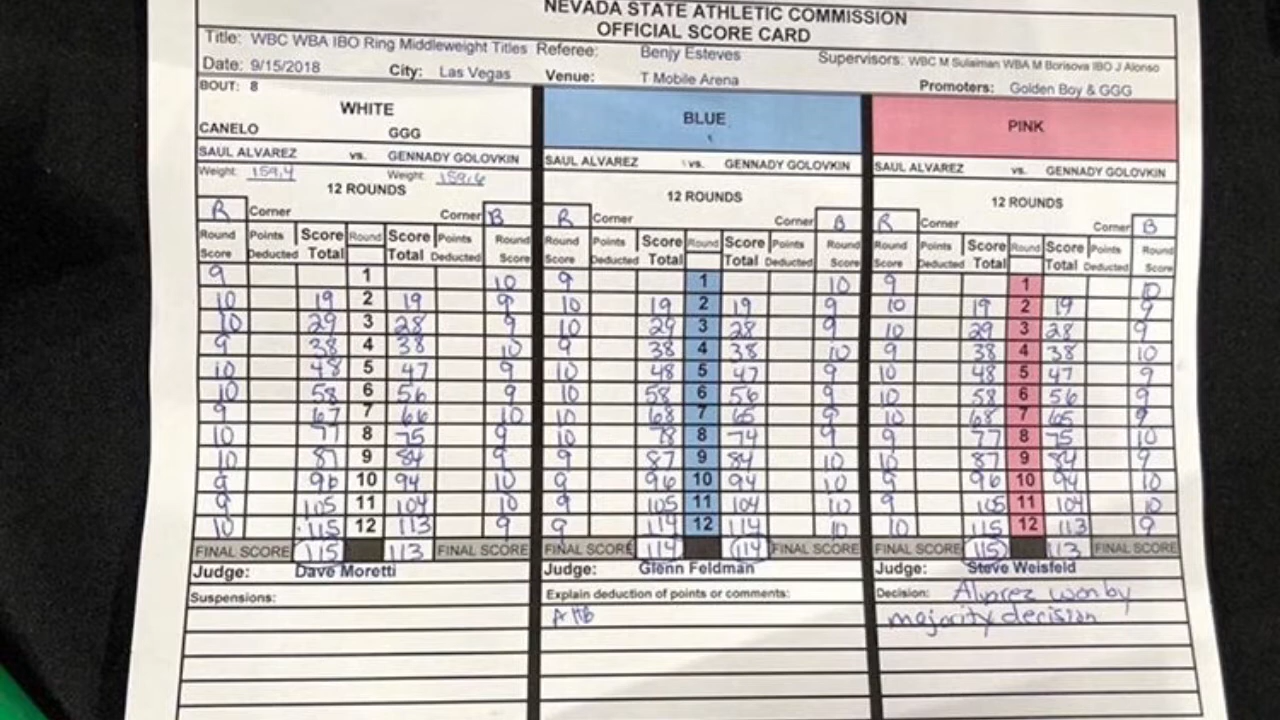 NEVADA STATE ATHLETIC COMMISSION
OFFICIAL SCORE CARD
Title: WBC WBA IBO Ring Middleweight Titles Referee: Benjy Esteves Supervisors: WBC M Sulaiman WBA M Borisova IBO J Alonso
Date: 9/15/2018 City: Las Vegas Venue: T Mobile Arena Promoters: Golden Boy & GGG
BOUT: 8
WHITE BLUE PINK
CANELO GGG
SAUL ALVAREZ vs. GENNADY GOLOVKIN SAUL ALVAREZ vs. GENNADY GOLOVKIN SAUL ALVAREZ vs. GENNADY GOLOVKIN
Weight: 159.4 Weight: 159.6
12 ROUNDS 12 ROUNDS 12 ROUNDS
R Corner Corner B R Corner Corner B R Corner Corner B
Round Points Score Round Score Points Round Round Points Score Round Score Points Round Round Points Score Round Score Points Round
Score Deducted Total Total Deducted Score Score Deducted Total Total Deducted Score Score Deducted Total Total Deducted Score
9 1 10 9 1 10 9 1 10
10 19 2 19 9 10 19 2 19 9 10 19 2 19 9
10 29 3 28 9 10 29 3 28 9 10 29 3 28 9
9 38 4 38 10 9 38 4 38 10 9 38 4 38 10
10 48 5 47 9 10 48 5 47 9 10 48 5 47 9
10 58 6 56 9 10 58 6 56 9 10 58 6 56 9
9 67 7 66 10 10 68 7 65 9 10 68 7 65 9
10 77 8 75 9 10 78 8 74 9 9 77 8 75 10
10 87 9 84 9 9 87 9 84 10 10 87 9 84 9
9 96 10 94 10 9 96 10 94 10 9 96 10 94 10
9 105 11 104 10 9 105 11 104 10 9 105 11 104 10
10 115 12 113 9 9 114 12 114 10 10 115 12 113 9
FINAL SCORE 115 113 FINAL SCORE FINAL SCORE 114 114 FINAL SCORE FINAL SCORE 115 113 FINAL SCORE
Judge: Dave Moretti Judge: Glenn Feldman Judge: Steve Weisfeld
Suspensions: Explain deduction of points or comments: Decision: Alvarez won by
majority decision